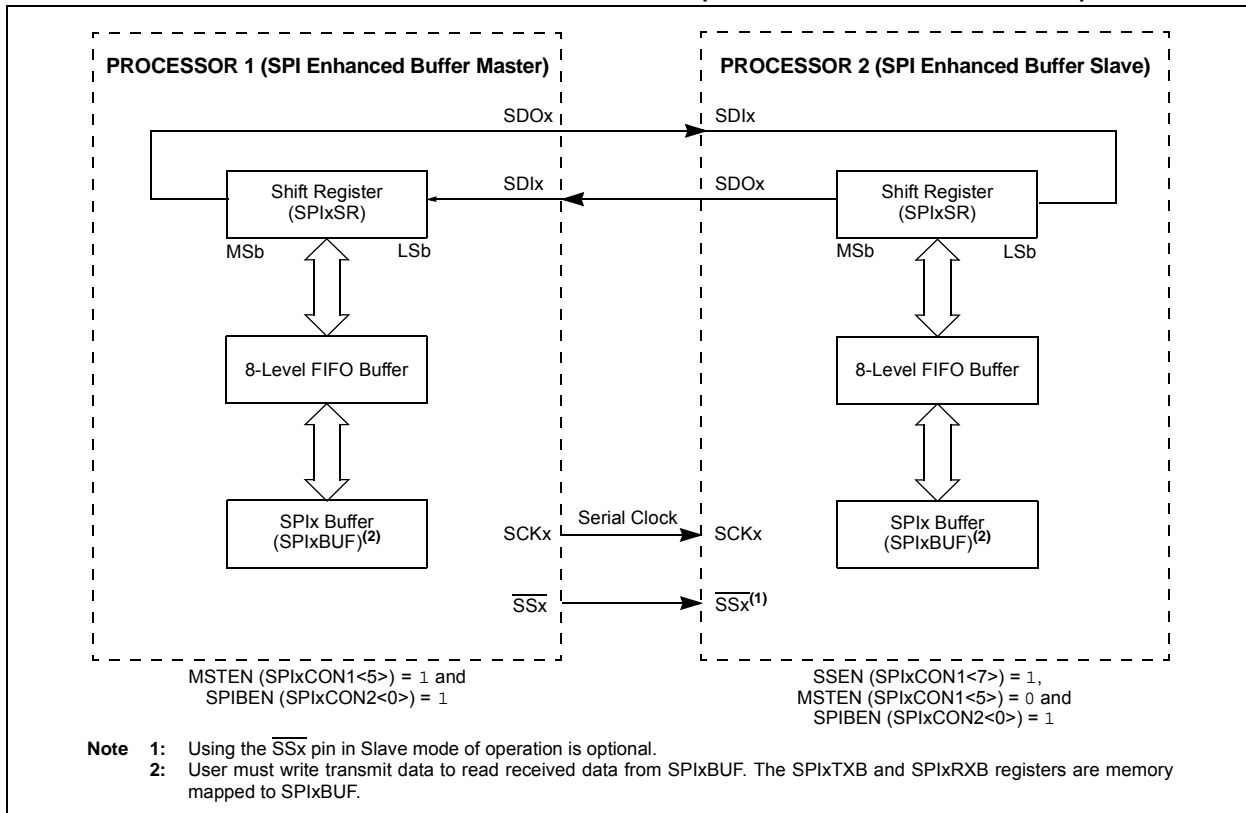 PROCESSOR 1 (SPI Enhanced Buffer Master)
PROCESSOR 2 (SPI Enhanced Buffer Slave)
SDOx
SDIx
Shift Register
(SPIxSR)
SDIx
SDOx
Shift Register
(SPIxSR)
MSb
LSb
MSb
LSb
8-Level FIFO Buffer
8-Level FIFO Buffer
SPIx Buffer
(SPIxBUF)(2)
SCKx
Serial Clock
SCKx
SPIx Buffer
(SPIxBUF)(2)
SSx
SSx(1)
MSTEN (SPIxCON1<5>) = 1 and
SPIBEN (SPIxCON2<0>) = 1
SSEN (SPIxCON1<7>) = 1,
MSTEN (SPIxCON1<5>) = 0 and
SPIBEN (SPIxCON2<0>) = 1
Note 1: Using the SSx pin in Slave mode of operation is optional.
2: User must write transmit data to read received data from SPIxBUF. The SPIxTXB and SPIxRXB registers are memory
mapped to SPIxBUF.